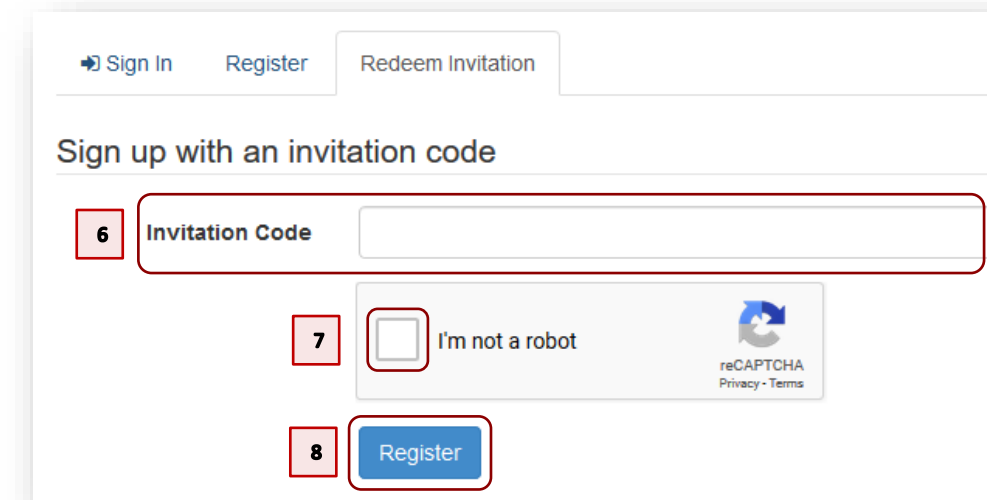 Sign In Register Redeem Invitation
Sign up with an invitation code
6 Invitation Code
7 I'm not a robot
reCAPTCHA
Privacy - Terms
8 Register